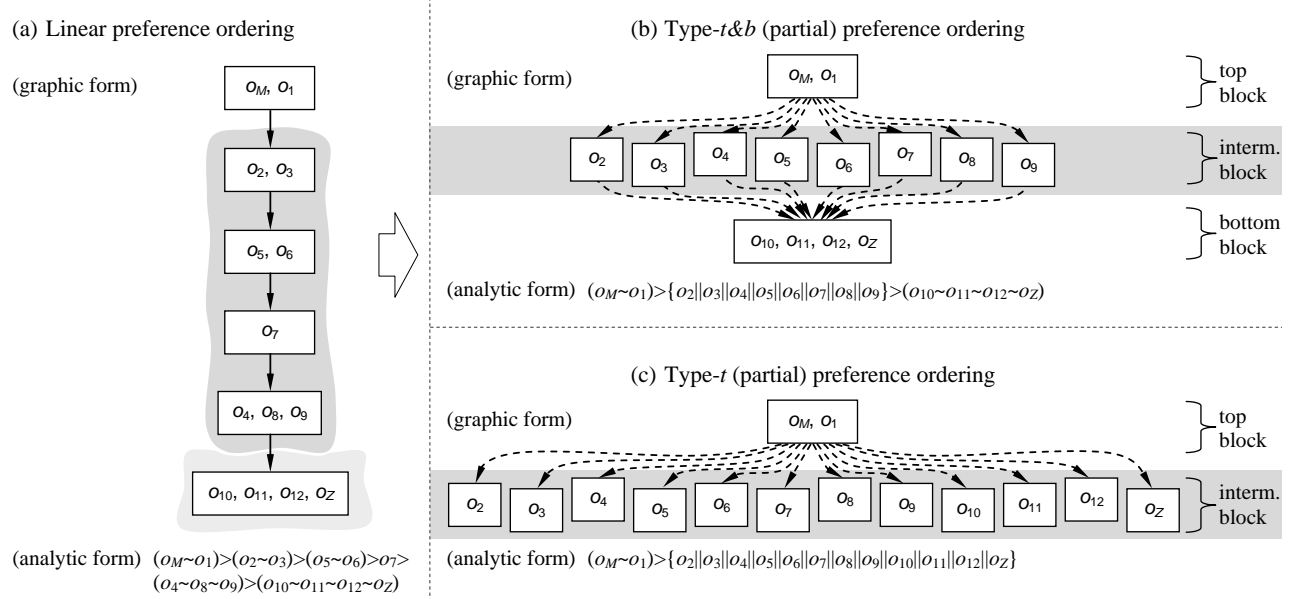 (a) Linear preference ordering
(graphic form)
oM, o1
o2, o3
o5, o6
o7
o4, o8, o9
o10, o11, o12, oZ
(analytic form) (oM~o1)>(o2~o3)>(o5~o6)>o7>
(o4~o8~o9)>(o10~o11~o12~oZ)
(b) Type-t&b (partial) preference ordering
(graphic form)
oM, o1
top
block
o2 o3 o4 o5 o6 o7 o8 o9
interm.
block
o10, o11, o12, oZ
bottom
block
(analytic form) (oM~o1)>{o2||o3||o4||o5||o6||o7||o8||o9}>(o10~o11~o12~oZ)
(c) Type-t (partial) preference ordering
(graphic form)
oM, o1
top
block
o2 o3 o4 o5 o6 o7 o8 o9 o10 o11 o12 oZ
interm.
block
(analytic form) (oM~o1)>{o2||o3||o4||o5||o6||o7||o8||o9||o10||o11||o12||oZ}